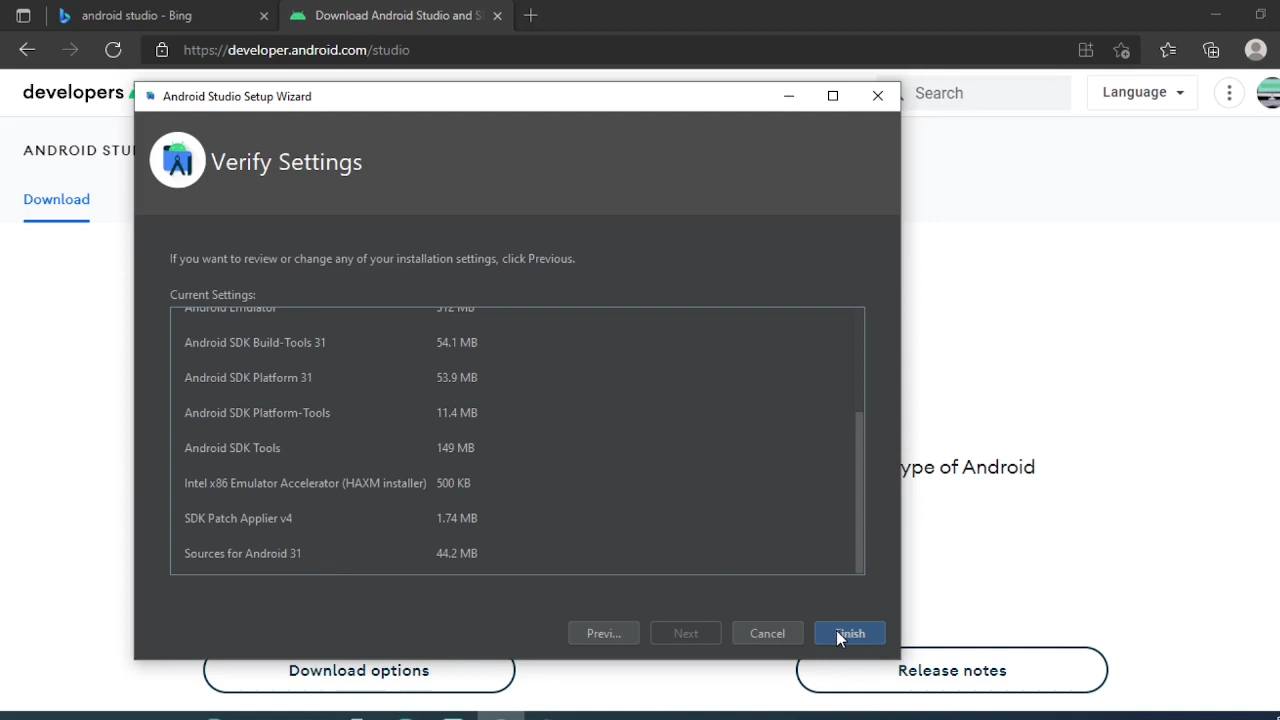 android studio - Bing
Download Android Studio and S
https://developer.android.com/studio
developers
Search
Language
ANDROID STU
Download
Android Studio Setup Wizard
Verify Settings
If you want to review or change any of your installation settings, click Previous.
Current Settings:
Android Emulator 312 MB
Android SDK Build-Tools 31 54.1 MB
Android SDK Platform 31 53.9 MB
Android SDK Platform-Tools 11.4 MB
Android SDK Tools 149 MB
Intel x86 Emulator Accelerator (HAXM installer) 500 KB
SDK Patch Applier v4 1.74 MB
Sources for Android 31 44.2 MB
ype of Android
Previ... Next Cancel Finish
Download options
Release notes